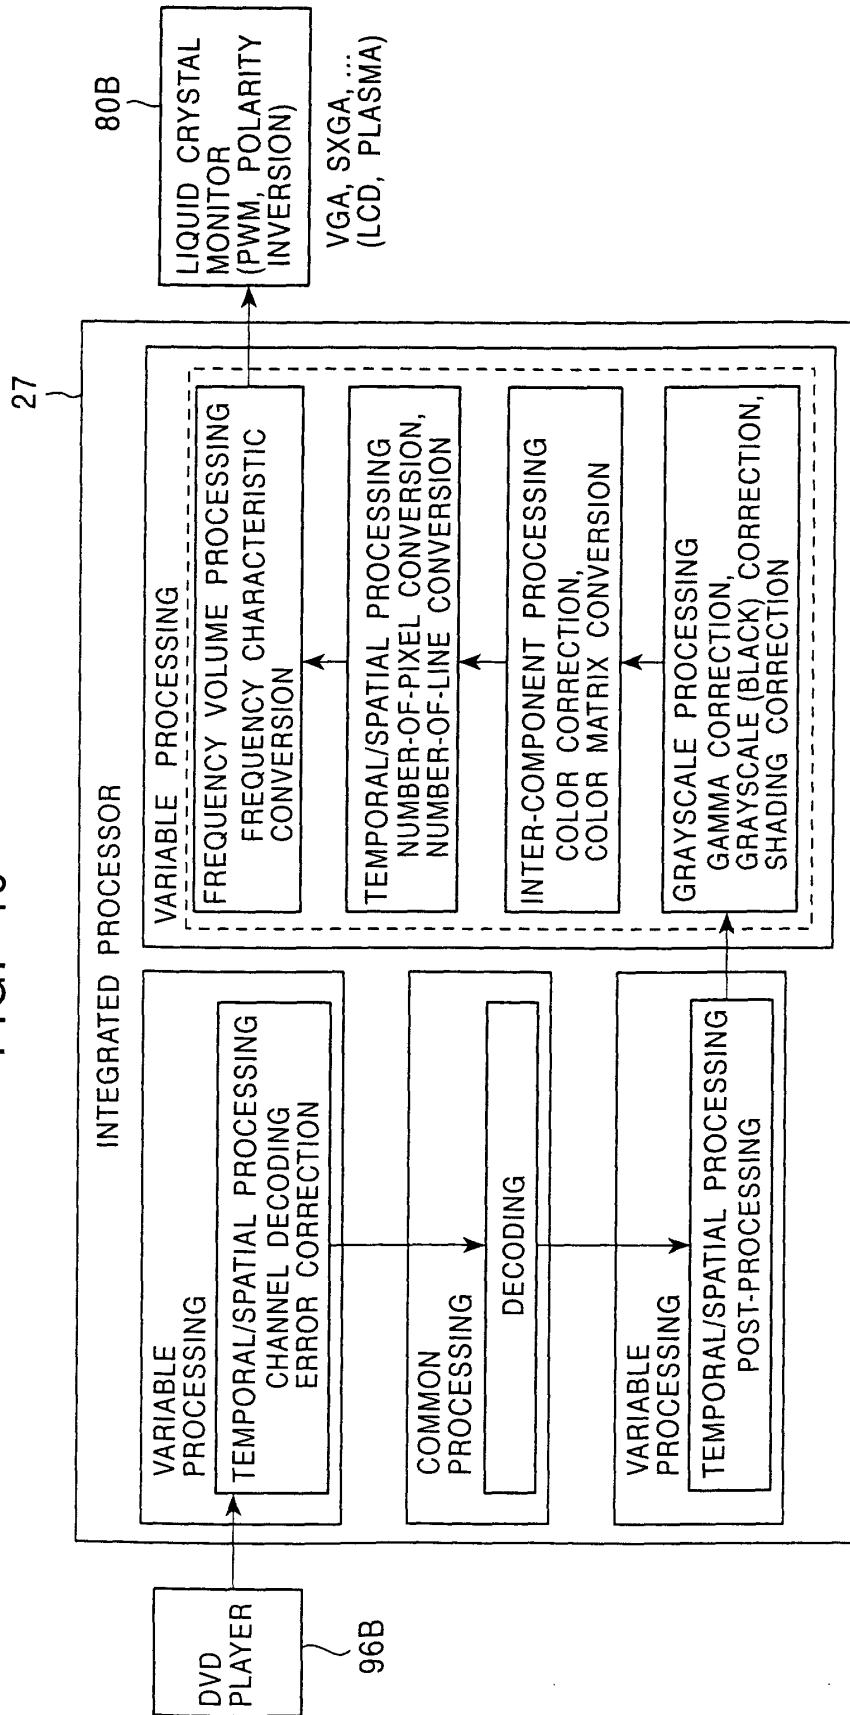 INTEGRATED PROCESSOR
27
DVD
PLAYER
96B
VARIABLE
PROCESSING
TEMPORAL/SPATIAL PROCESSING
CHANNEL DECODING
ERROR CORRECTION
COMMON
PROCESSING
DECODING
VARIABLE
PROCESSING
TEMPORAL/SPATIAL PROCESSING
POST-PROCESSING
VARIABLE PROCESSING
FREQUENCY VOLUME PROCESSING
FREQUENCY CHARACTERISTIC
CONVERSION
TEMPORAL/SPATIAL PROCESSING
NUMBER-OF-PIXEL CONVERSION,
NUMBER-OF-LINE CONVERSION
INTER-COMPONENT PROCESSING
COLOR CORRECTION,
COLOR MATRIX CONVERSION
GRAYSCALE PROCESSING
GAMMA CORRECTION,
GRAYSCALE (BLACK) CORRECTION,
SHADING CORRECTION
80B
LIQUID CRYSTAL
MONITOR
(PWM, POLARITY
INVERSION)
VGA, SXGA, ...
(LCD, PLASMA)